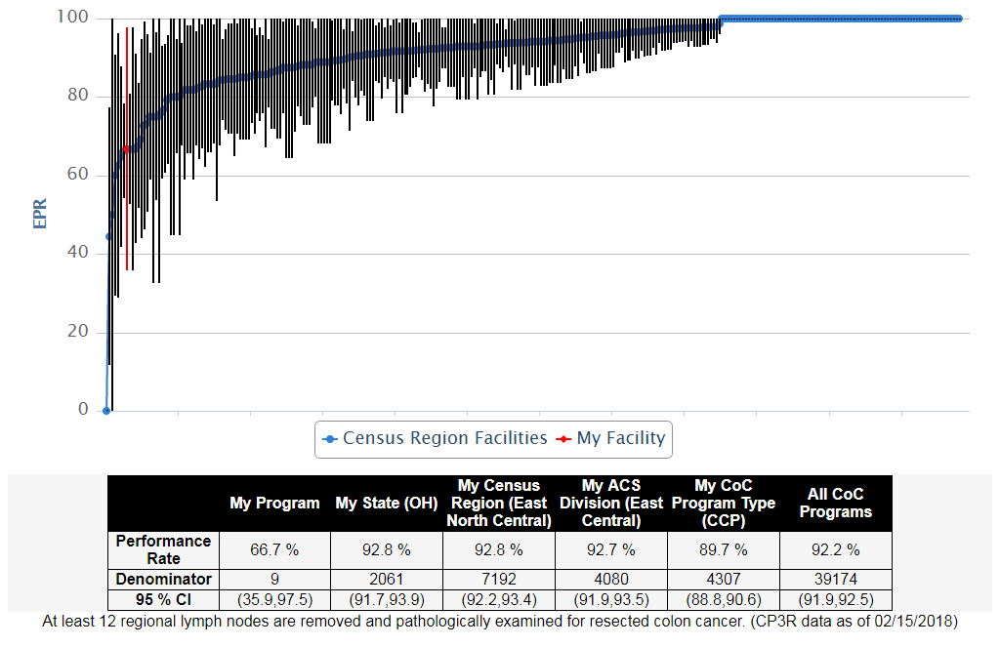 100
80
60
40
20
0
EPR
Census Region Facilities My Facility
My Program My State (OH) My Census Region (East North Central) My ACS Division (East Central) My CoC Program Type (CCP) All CoC Programs
Performance Rate 66.7 % 92.8 % 92.8 % 92.7 % 89.7 % 92.2 %
Denominator 9 2061 7192 4080 4307 39174
95 % CI (35.9,97.5) (91.7,93.9) (92.2,93.4) (91.9,93.5) (88.8,90.6) (91.9,92.5)
At least 12 regional lymph nodes are removed and pathologically examined for resected colon cancer. (CP3R data as of 02/15/2018)